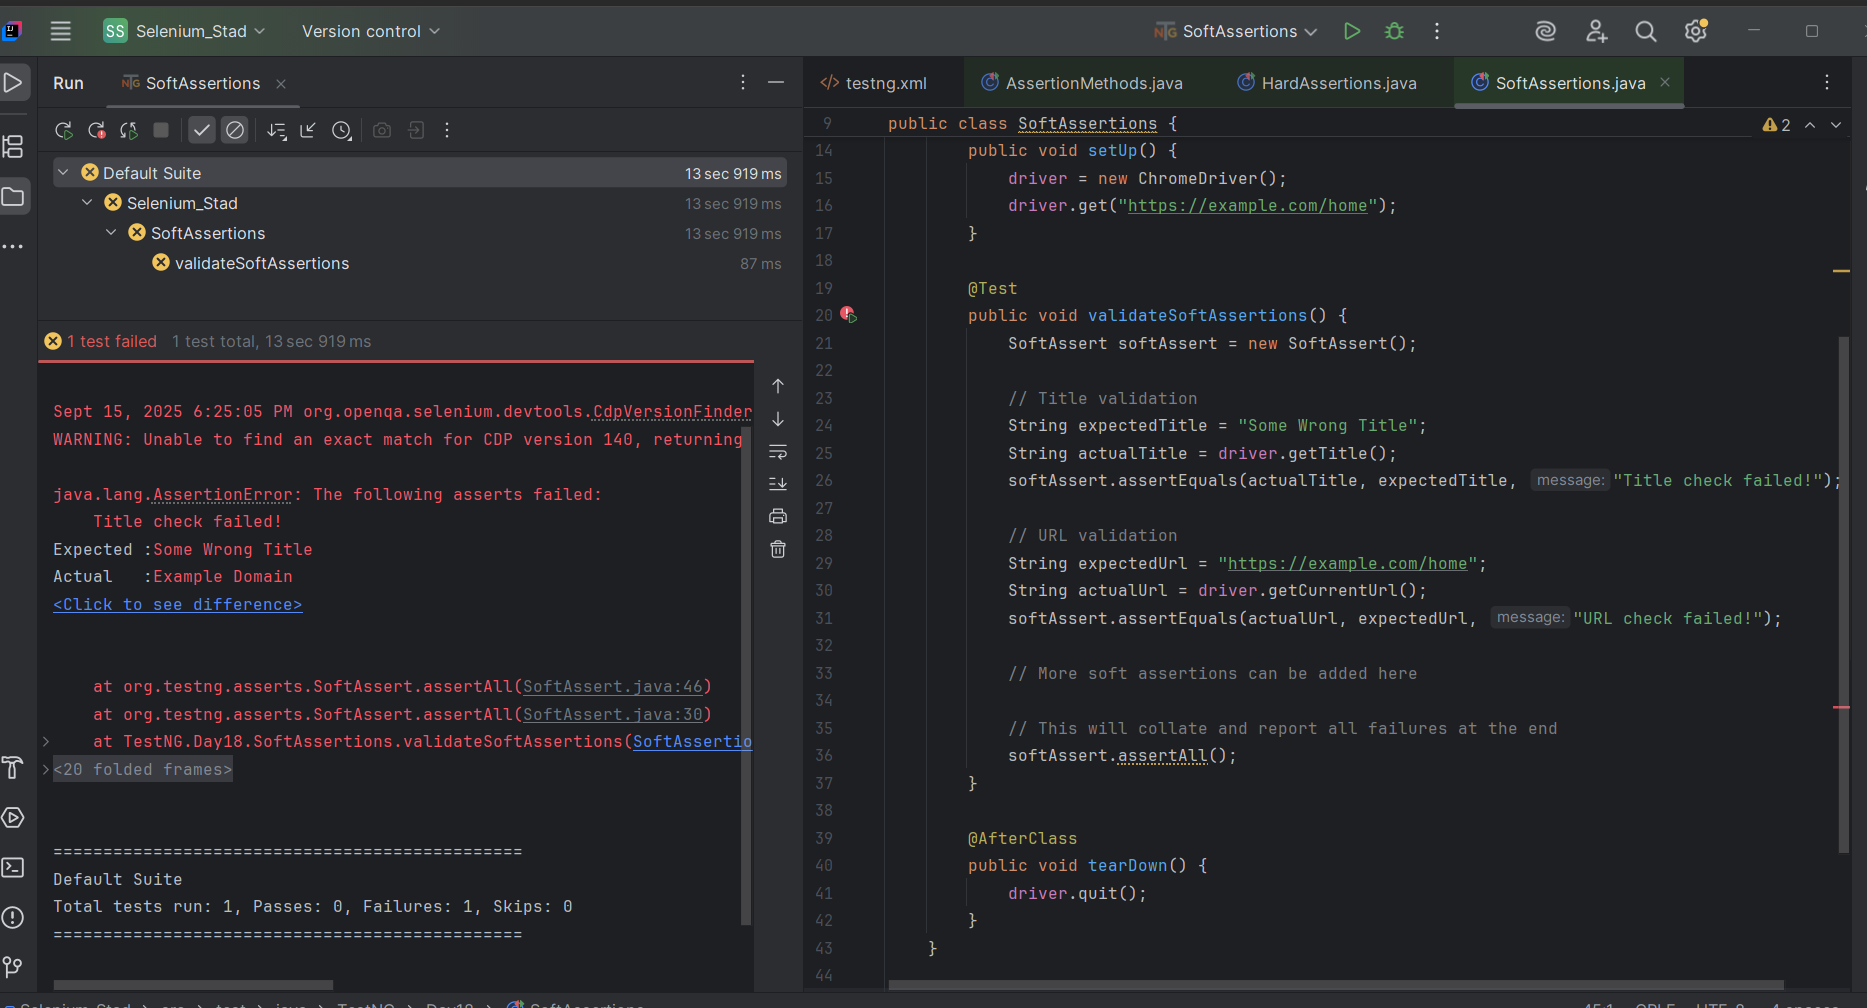 SS Selenium_Stad Version control SoftAssertions
Run SoftAssertions
testng.xml AssertionMethods.java HardAssertions.java SoftAssertions.java
Default Suite 13 sec 919 ms
Selenium_Stad 13 sec 919 ms
SoftAssertions 13 sec 919 ms
validateSoftAssertions 87 ms
1 test failed 1 test total, 13 sec 919 ms
Sept 15, 2025 6:25:05 PM org.openqa.selenium.devtools.CdpVersionFinder
WARNING: Unable to find an exact match for CDP version 140, returning
java.lang.AssertionError: The following asserts failed:
Title check failed!
Expected :Some Wrong Title
Actual :Example Domain
<Click to see difference>
at org.testng.asserts.SoftAssert.assertAll(SoftAssert.java:46)
at org.testng.asserts.SoftAssert.assertAll(SoftAssert.java:30)
at TestNG.Day18.SoftAssertions.validateSoftAssertions(SoftAssertio
<20 folded frames>
===============================================
Default Suite
Total tests run: 1, Passes: 0, Failures: 1, Skips: 0
===============================================
9 public class SoftAssertions { 2
14 public void setUp() {
15 driver = new ChromeDriver();
16 driver.get("https://example.com/home");
17 }
18
19 @Test
20 public void validateSoftAssertions() {
21 SoftAssert softAssert = new SoftAssert();
22
23 // Title validation
24 String expectedTitle = "Some Wrong Title";
25 String actualTitle = driver.getTitle();
26 softAssert.assertEquals(actualTitle, expectedTitle, message: "Title check failed!");
27
28 // URL validation
29 String expectedUrl = "https://example.com/home";
30 String actualUrl = driver.getCurrentUrl();
31 softAssert.assertEquals(actualUrl, expectedUrl, message: "URL check failed!");
32
33 // More soft assertions can be added here
34
35 // This will collate and report all failures at the end
36 softAssert.assertAll();
37 }
38
39 @AfterClass
40 public void tearDown() {
41 driver.quit();
42 }
43 }
44